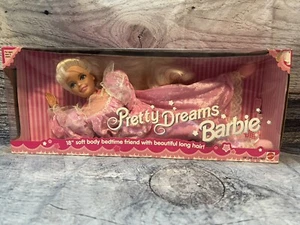 Pretty Dreams
Barbie
18" soft body bedtime friend with beautiful long hair!